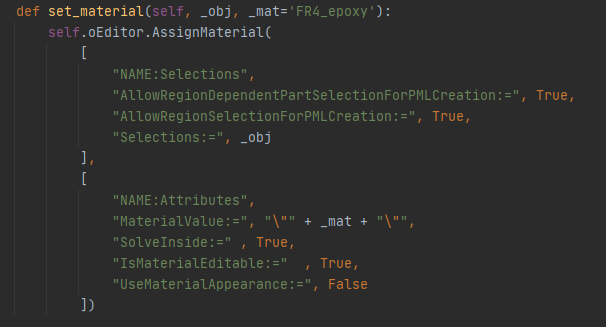 def set_material(self, _obj, _mat='FR4_epoxy'):
    self.oEditor.AssignMaterial(
        [
            "NAME:Selections",
            "AllowRegionDependentPartSelectionForPMLCreation:=", True,
            "AllowRegionSelectionForPMLCreation:=", True,
            "Selections:=", _obj
        ],
        [
            "NAME:Attributes",
            "MaterialValue:=", "\"" + _mat + "\"",
            "SolveInside:=" , True,
            "IsMaterialEditable:="  , True,
            "UseMaterialAppearance:=", False
        ])